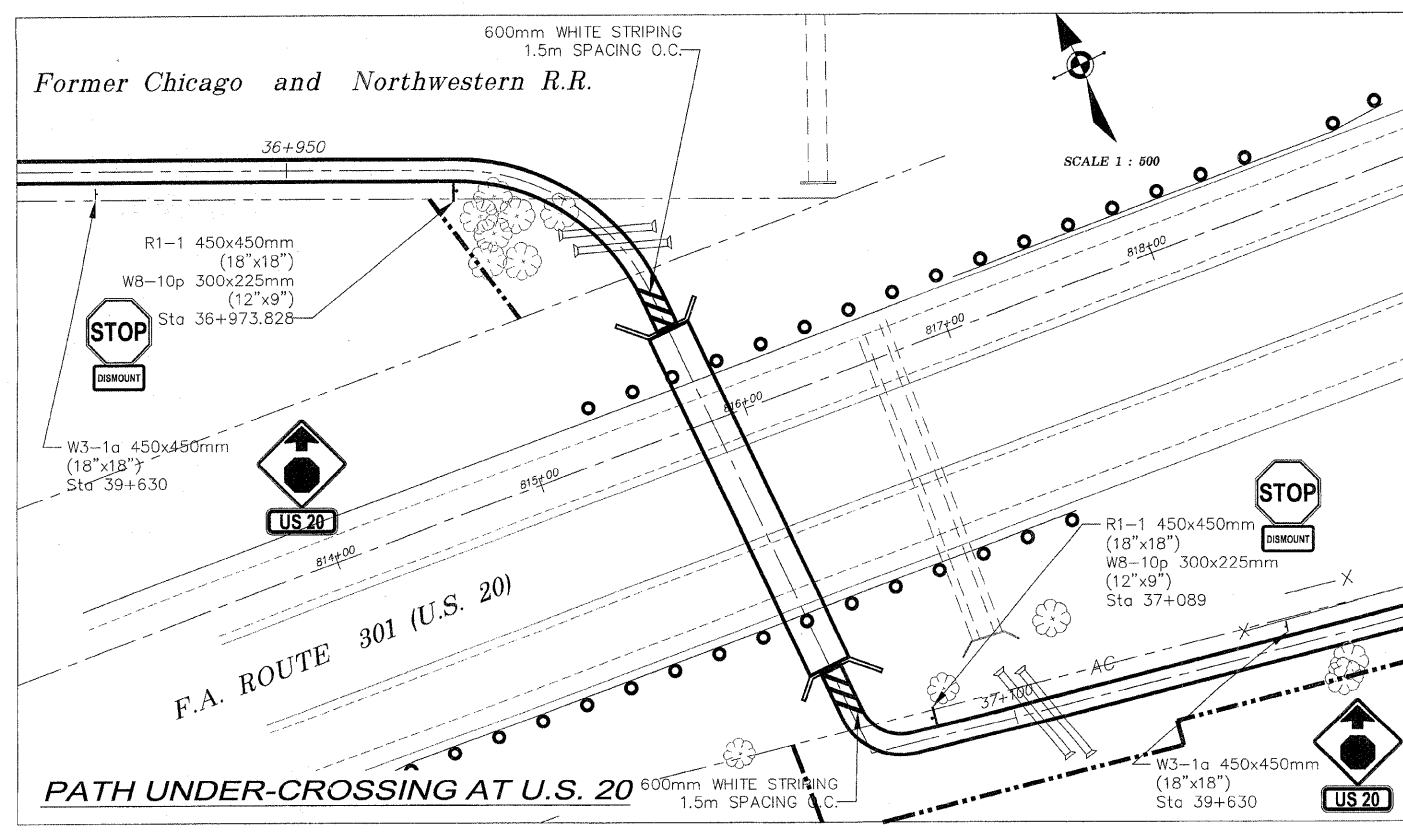 600mm WHITE STRIPING
1.5m SPACING O.C.
Former Chicago and Northwestern R.R.
SCALE 1 : 500
36+950
R1-1 450x450mm
(18"x18")
W8-10p 300x225mm
(12"x9")
Sta 36+973.828
STOP
DISMOUNT
W3-1a 450x450mm
(18"x18")
Sta 39+630
US 20
814+00
815+00
816+00
817+00
818+00
F.A. ROUTE 301 (U.S. 20)
STOP
DISMOUNT
R1-1 450x450mm
(18"x18")
W8-10p 300x225mm
(12"x9")
Sta 37+089
X
X
AC
37+100
W3-1a 450x450mm
(18"x18")
Sta 39+630
US 20
600mm WHITE STRIPING
1.5m SPACING O.C.
PATH UNDER-CROSSING AT U.S. 20